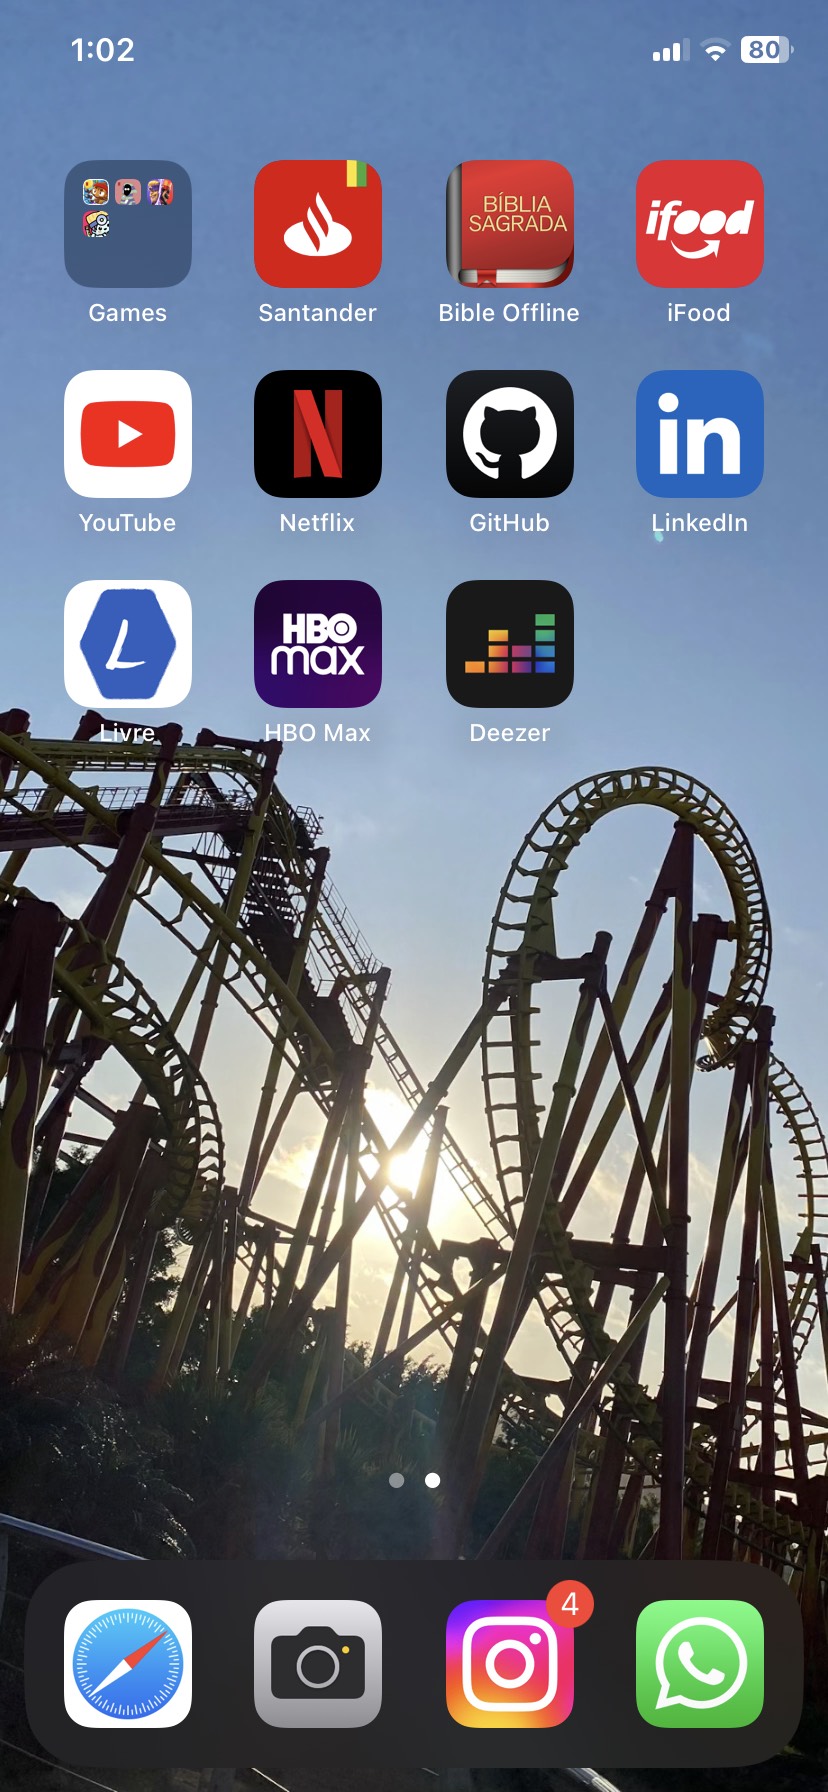 1:02
80
BÍBLIA
SAGRADA
ifood
Games
Santander
Bible Offline
iFood
N
in
YouTube
Netflix
GitHub
LinkedIn
L
HBO
max
Livre
HBO Max
Deezer
4